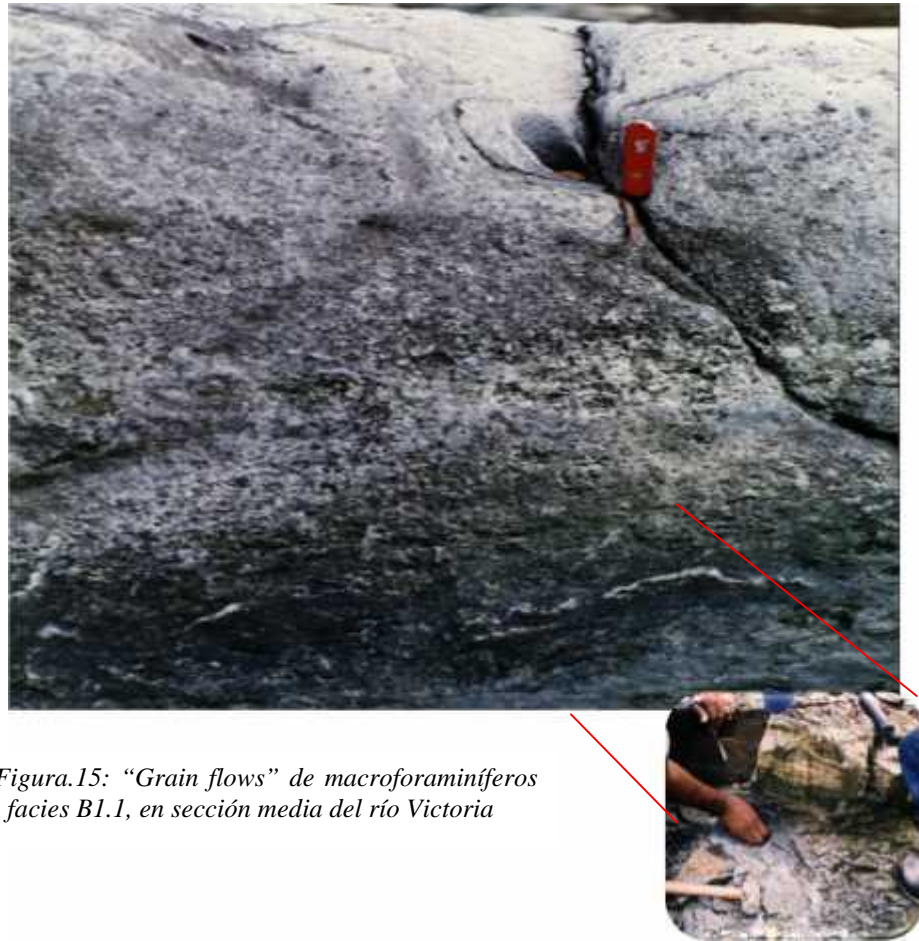 Figura.15: “Grain flows” de macroforaminíferos
facies B1.1, en sección media del río Victoria